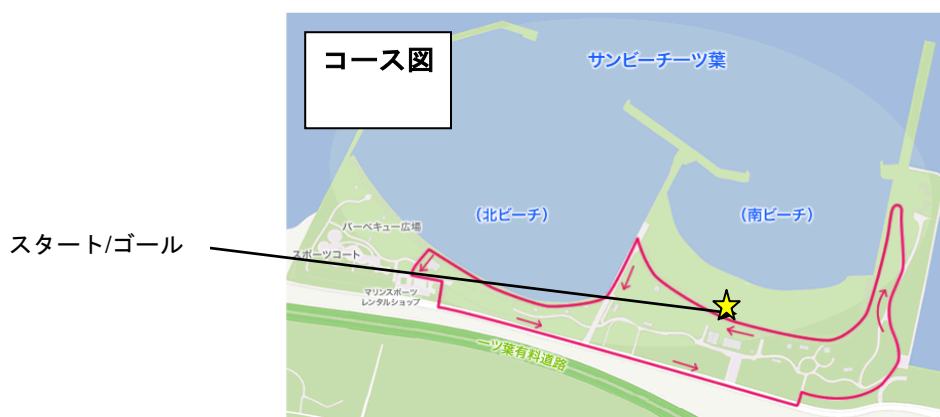 コース図
サンビーチ一ツ葉
(北ビーチ)
(南ビーチ)
バーベキュー広場
スタート/ゴール
スポーツコート
マリンスポーツ
レンタルショップ
一ツ葉有料道路